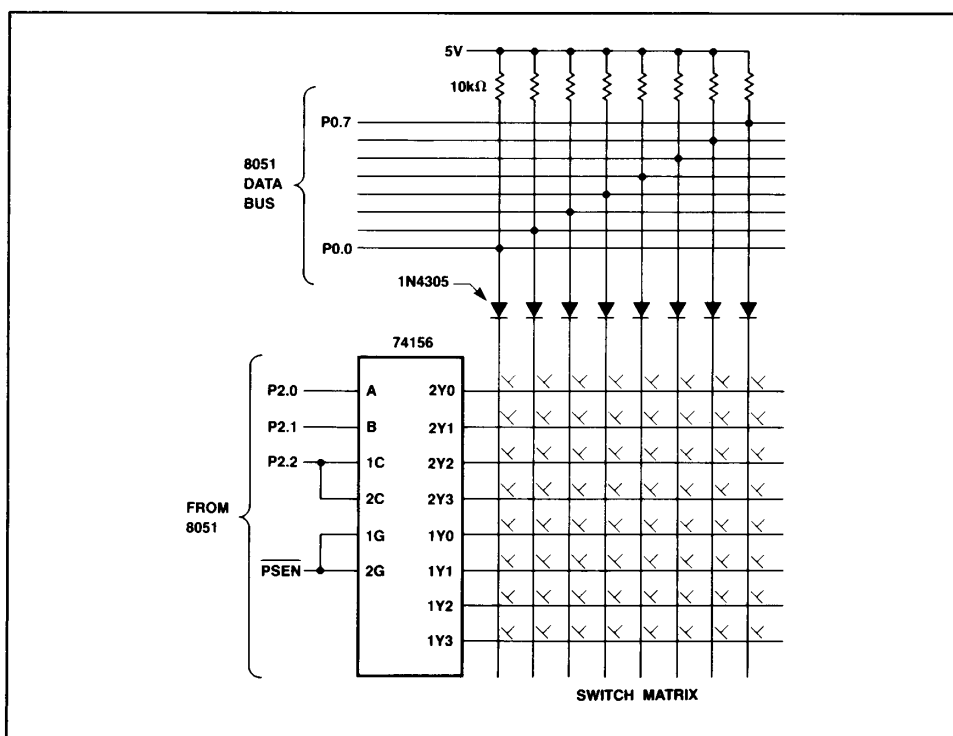 5V
10kΩ
P0.7
8051
DATA
BUS
P0.0
1N4305
74156
P2.0
A
2Y0
P2.1
B
2Y1
P2.2
1C
2Y2
2C
2Y3
FROM
8051
1G
1Y0
PSEN
2G
1Y1
1Y2
1Y3
SWITCH MATRIX